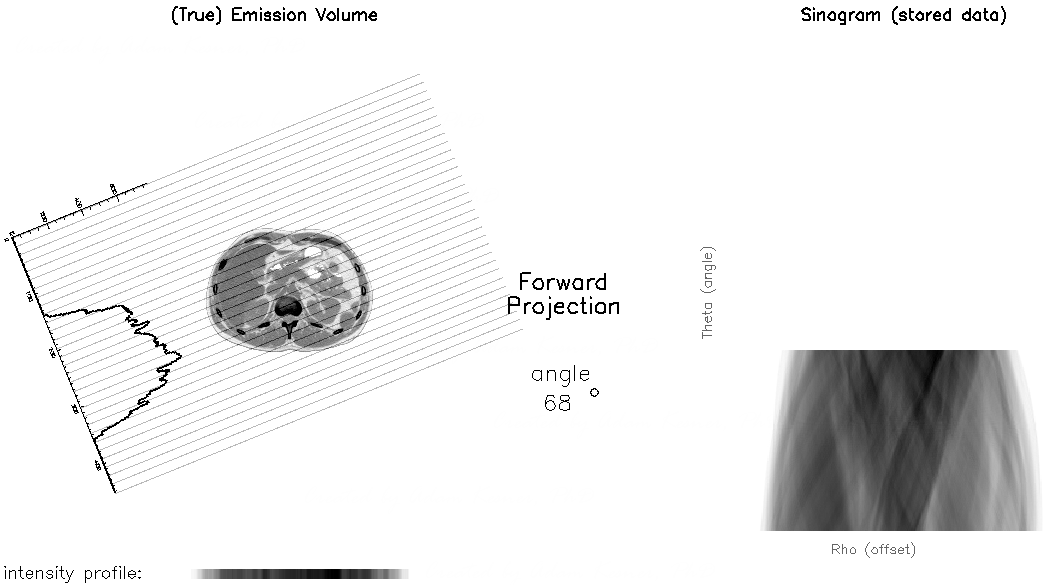 (True) Emission Volume
Sinogram (stored data)
Forward
Projection
angle
68°
Theta (angle)
Rho (offset)
intensity profile: